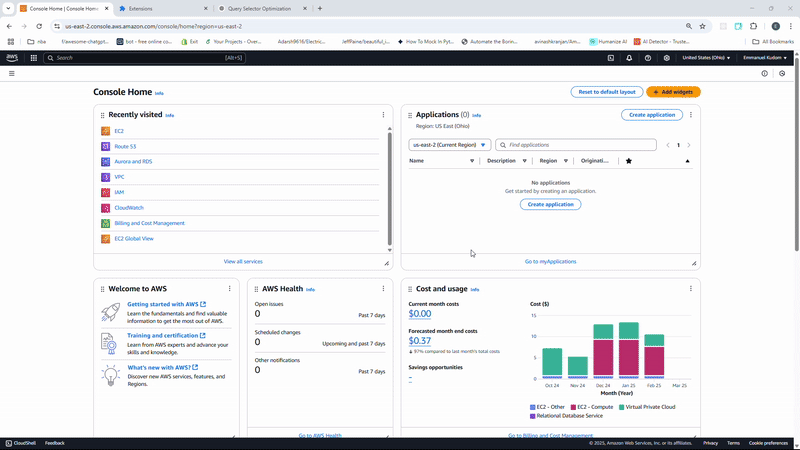 Console Home | Console Hom
Extensions
Query Selector Optimization
us-east-2.console.aws.amazon.com/console/home?region=us-east-2
nba
f/awesome-chatgpt...
bot - free online co...
Exit
Your Projects - Over...
Adarsh9616/Electric...
JeffPaine/beautiful_i...
How To Mock In Pyt...
Automate the Borin...
avinashkranjan/Am...
Humanize AI
AI Detector - Truste...
All Bookmarks
aws
Search
[Alt+S]
United States (Ohio)
Emmanuel Kudom
Console Home Info
Reset to default layout
+ Add widgets
Recently visited Info
EC2
Route 53
Aurora and RDS
VPC
IAM
CloudWatch
Billing and Cost Management
EC2 Global View
View all services
Applications (0) Info
Region: US East (Ohio)
Create application
us-east-2 (Current Region)
Find applications
1
Name
Description
Region
Originati...
No applications
Get started by creating an application.
Create application
Go to myApplications
Welcome to AWS
Getting started with AWS
Learn the fundamentals and find valuable
information to get the most out of AWS.
Training and certification
Learn from AWS experts and advance your
skills and knowledge.
What's new with AWS?
Discover new AWS services, features, and
Regions.
AWS Health Info
Open issues
0
Past 7 days
Scheduled changes
0
Upcoming and past 7 days
Other notifications
0
Past 7 days
Go to AWS Health
Cost and usage Info
Current month costs
$0.00
Forecasted month end costs
$0.37
↓ 97% compared to last month's total costs
Savings opportunities
–
Cost ($)
15
10
5
0
Oct 24
Nov 24
Dec 24
Jan 25
Feb 25
Mar 25
Month (Year)
EC2 - Other
EC2 - Compute
Virtual Private Cloud
Relational Database Service
Go to Billing and Cost Management
CloudShell
Feedback
© 2025, Amazon Web Services, Inc. or its affiliates.
Privacy
Terms
Cookie preferences